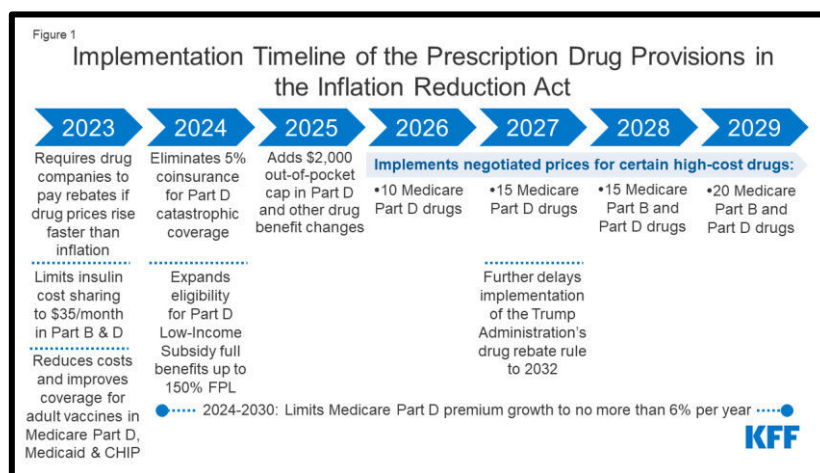 Figure 1
Implementation Timeline of the Prescription Drug Provisions in
the Inflation Reduction Act
2023
2024
2025
2026
2027
2028
2029
Requires drug
companies to
pay rebates if
drug prices rise
faster than
inflation
Limits insulin
cost sharing
to $35/month
in Part B & D
Reduces costs
and improves
coverage for
adult vaccines in
Medicare Part D,
Medicaid & CHIP
Eliminates 5%
coinsurance
for Part D
catastrophic
coverage
Expands
eligibility
for Part D
Low-Income
Subsidy full
benefits up to
150% FPL
Adds $2,000
out-of-pocket
cap in Part D
and other drug
benefit changes
Implements negotiated prices for certain high-cost drugs:
•10 Medicare
Part D drugs
•15 Medicare
Part D drugs
•15 Medicare
Part B and
Part D drugs
•20 Medicare
Part B and
Part D drugs
Further delays
implementation
of the Trump
Administration’s
drug rebate rule
to 2032
2024-2030: Limits Medicare Part D premium growth to no more than 6% per year
KFF